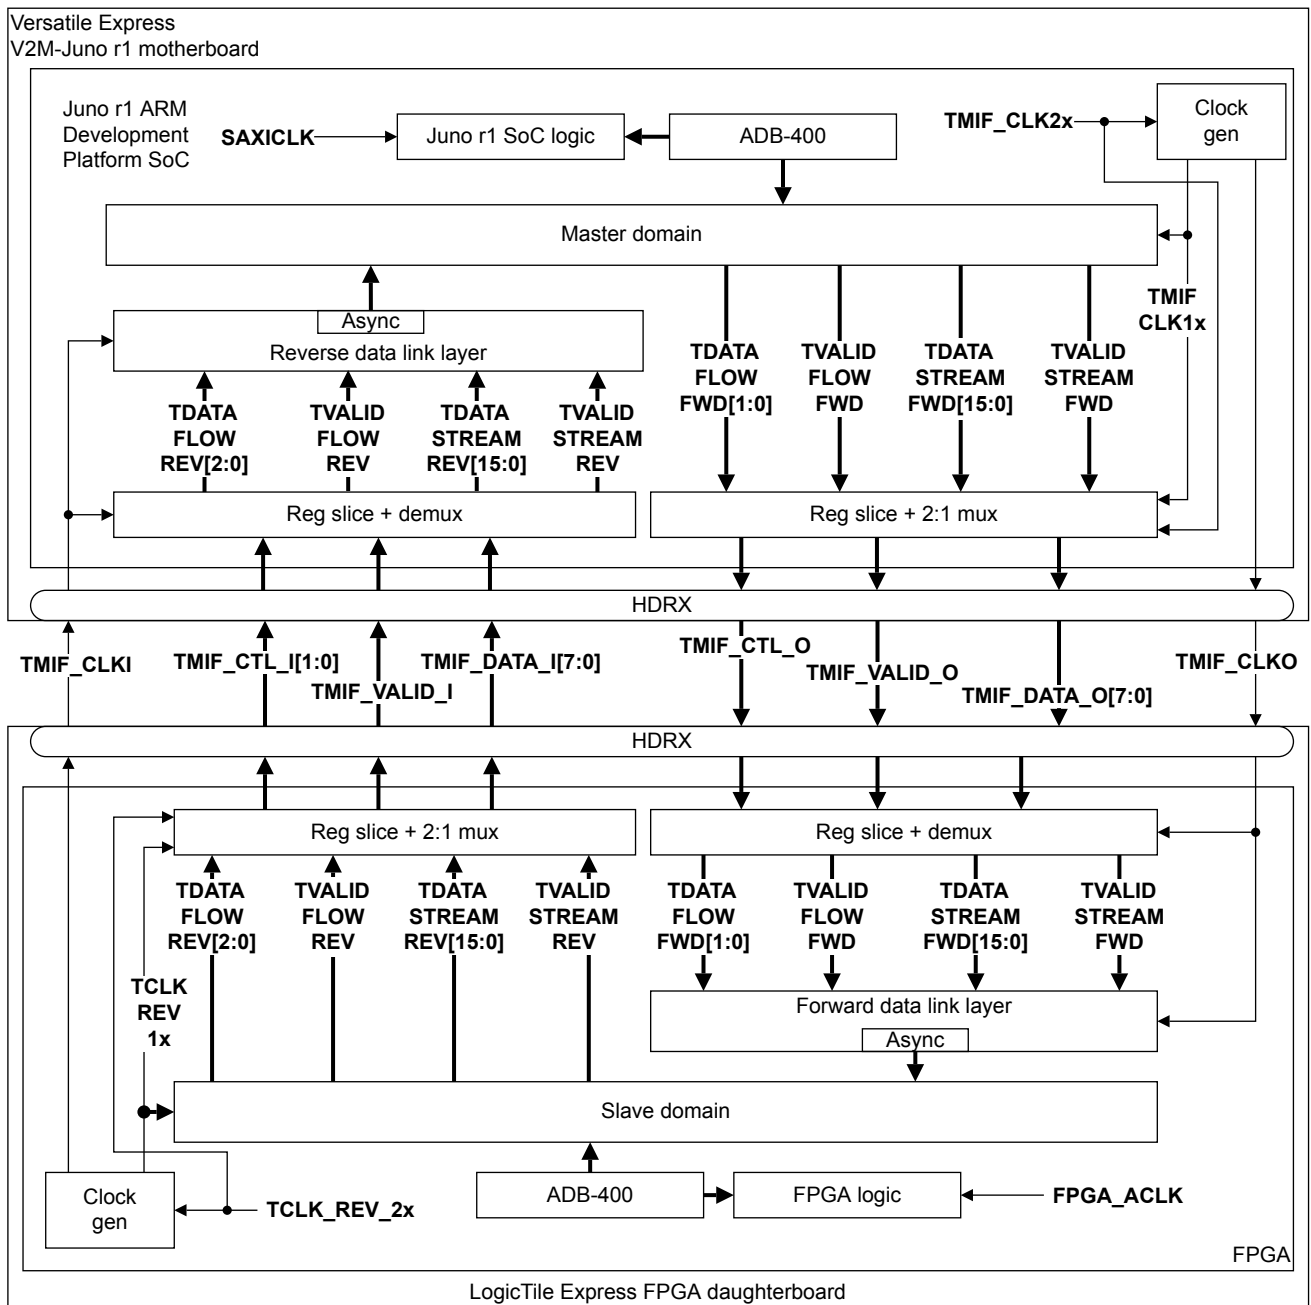 Versatile Express
V2M-Juno r1 motherboard
Juno r1 ARM
Development
Platform SoC
SAXICLK
Juno r1 SoC logic
ADB-400
TMIF_CLK2x
Clock
gen
Master domain
TMIF
CLK1x
Async
Reverse data link layer
TDATA
FLOW
REV[2:0]
TVALID
FLOW
REV
TDATA
STREAM
REV[15:0]
TVALID
STREAM
REV
TDATA
FLOW
FWD[1:0]
TVALID
FLOW
FWD
TDATA
STREAM
FWD[15:0]
TVALID
STREAM
FWD
Reg slice + demux
Reg slice + 2:1 mux
HDRX
TMIF_CLKI
TMIF_CTL_I[1:0]
TMIF_VALID_I
TMIF_DATA_I[7:0]
TMIF_CTL_O
TMIF_VALID_O
TMIF_DATA_O[7:0]
TMIF_CLKO
HDRX
Reg slice + 2:1 mux
Reg slice + demux
TDATA
FLOW
REV[2:0]
TVALID
FLOW
REV
TDATA
STREAM
REV[15:0]
TVALID
STREAM
REV
TDATA
FLOW
FWD[1:0]
TVALID
FLOW
FWD
TDATA
STREAM
FWD[15:0]
TVALID
STREAM
FWD
TCLK
REV
1x
Forward data link layer
Async
Slave domain
Clock
gen
TCLK_REV_2x
ADB-400
FPGA logic
FPGA_ACLK
FPGA
LogicTile Express FPGA daughterboard